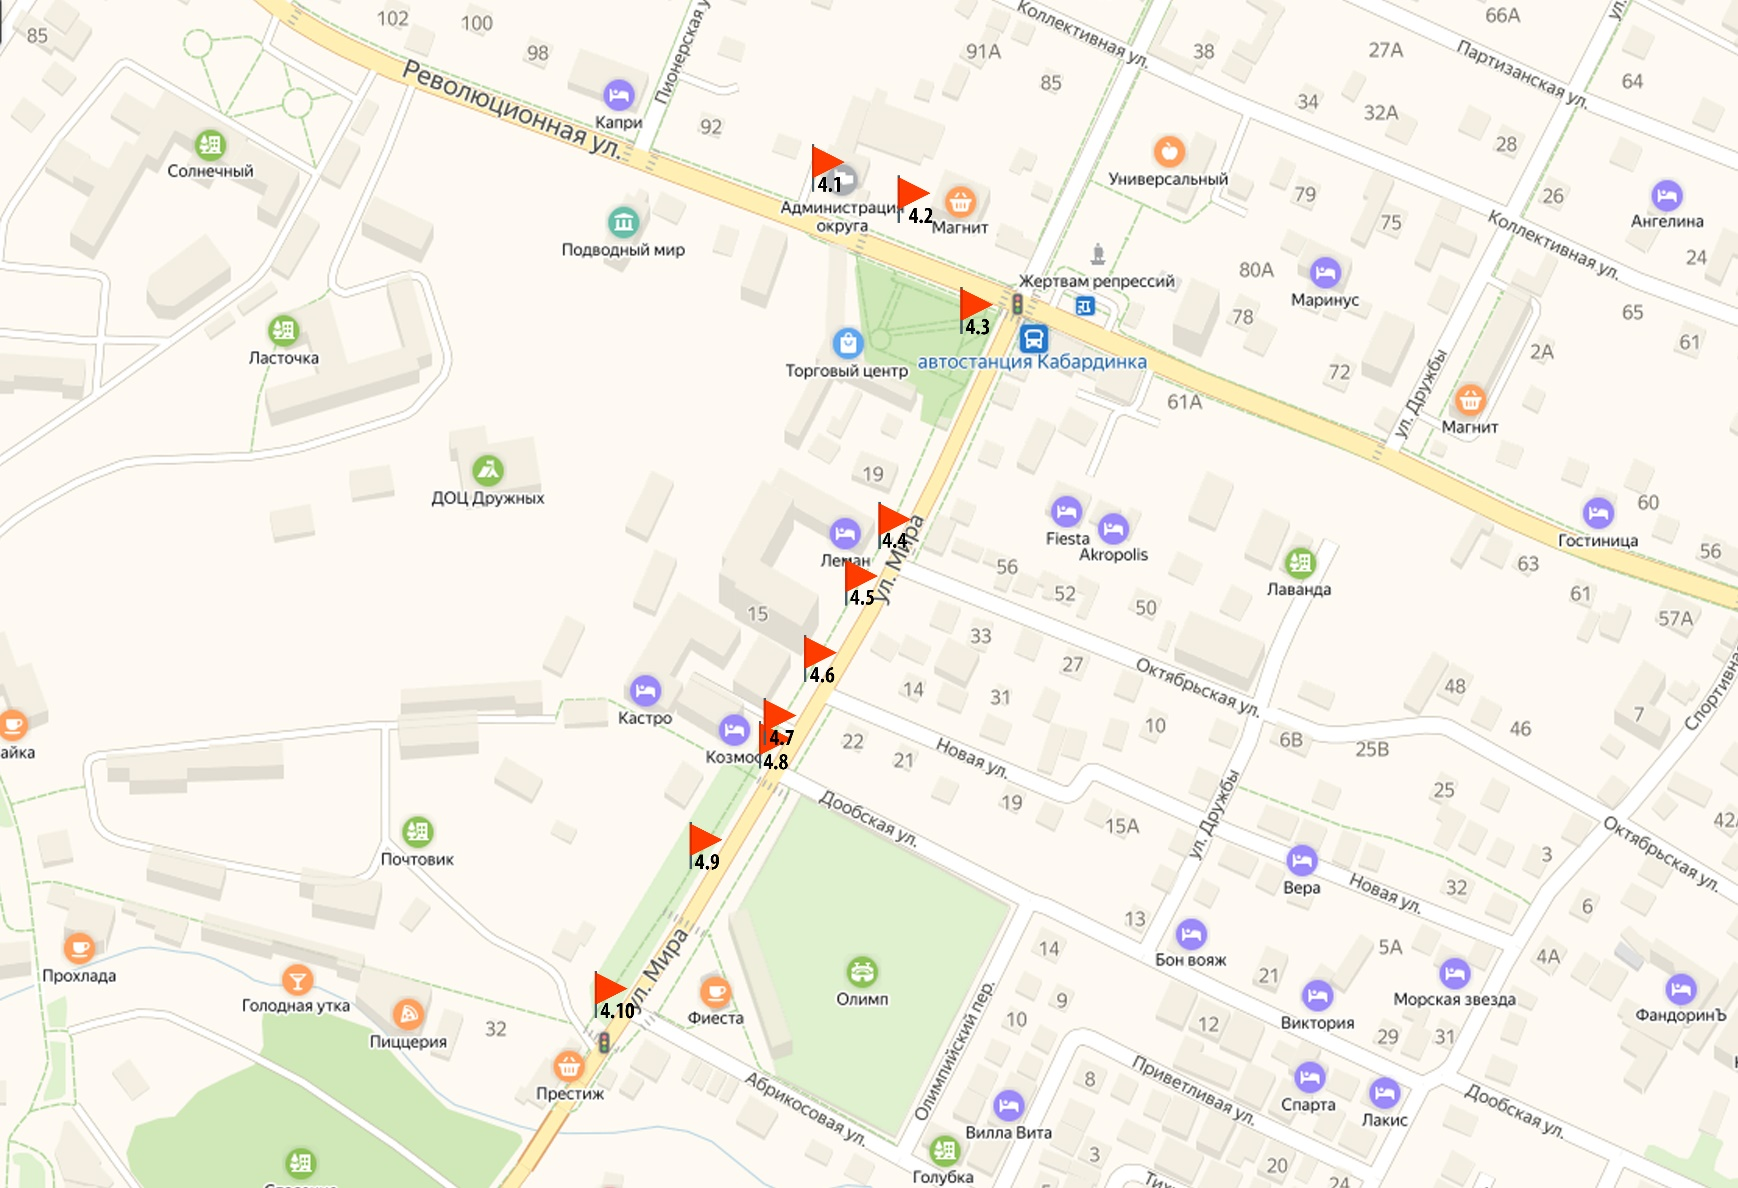 85
102
100
98
Капри
Пионерская у
92
Революционная ул.
Солнечный
Подводный мир
Ласточка
ДОЦ Дружных
4.1
Администрация
округа
4.2
Магнит
91А
85
Коллективная ул.
38
66А
27А
Партизанская ул.
ул.
64
34
32А
28
Универсальный
79
75
26
Ангелина
Коллективная ул.
24
80А
Маринус
78
65
61
72
2А
ул. Дружбы
Магнит
Жертвам репрессий
4.3
автостанция Кабардинка
Торговый центр
61А
19
4.4
ул. Мира
Леман
4.5
15
4.6
Fiesta
Akropolis
56
52
50
Лаванда
Гостиница
60
56
63
61
57А
33
27
Октябрьская ул.
14
31
10
48
46
7
Спортивна
6В
25В
Кастро
Козмос
4.7
4.8
22
21
Новая ул.
19
15А
ул. Дружбы
25
42
Октябрьская ул.
3
32
Вера
Новая ул.
6
4А
5А
айка
Почтовик
4.9
Дообская ул.
13
14
Бон вояж
21
Виктория
Морская звезда
ФандоринЪ
29
31
12
Прохлада
Голодная утка
Пиццерия
32
4.10
ул. Мира
Фиеста
Олимп
Олимпийский пер.
9
10
8
Престиж
Абрикосовая ул.
Приветливая ул.
Спарта
Лакис
Дообская ул.
Вилла Вита
3
20
24
Голубка